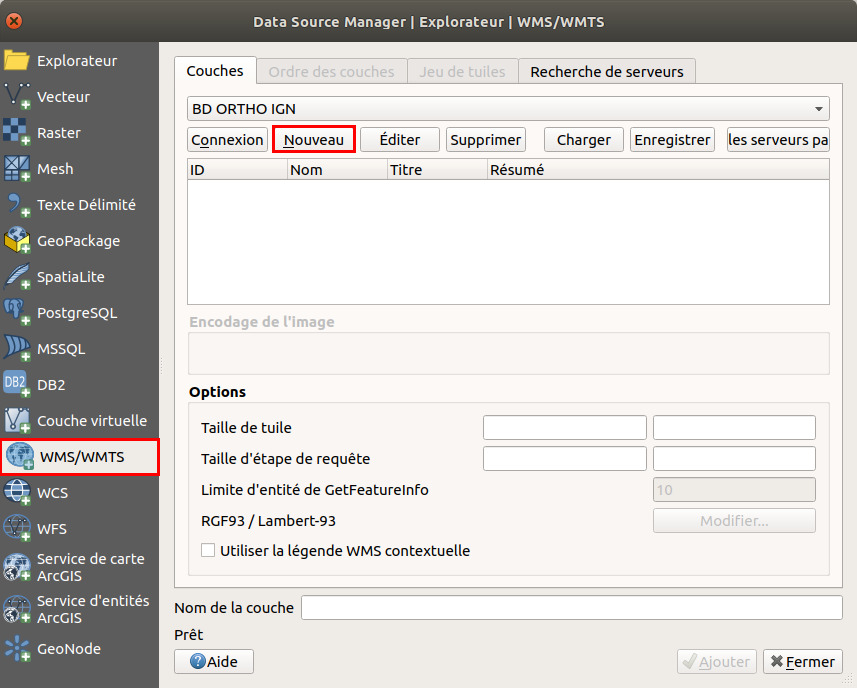 Data Source Manager | Explorateur | WMS/WMTS
Explorateur
Vecteur
Raster
Mesh
Texte Délimité
GeoPackage
SpatiaLite
PostgreSQL
MSSQL
DB2
DB2
Couche virtuelle
WMS/WMTS
WCS
WFS
Service de carte
ArcGIS
Service d'entités
ArcGIS
GeoNode
Couches
Ordre des couches
Jeu de tuiles
Recherche de serveurs
BD ORTHO IGN
Connexion
Nouveau
Éditer
Supprimer
Charger
Enregistrer
les serveurs pa
ID
Nom
Titre
Résumé
Encodage de l'image
Options
Taille de tuile
Taille d'étape de requête
Limite d'entité de GetFeatureInfo
10
RGF93 / Lambert-93
Modifier...
Utiliser la légende WMS contextuelle
Nom de la couche
Prêt
Aide
Ajouter
Fermer